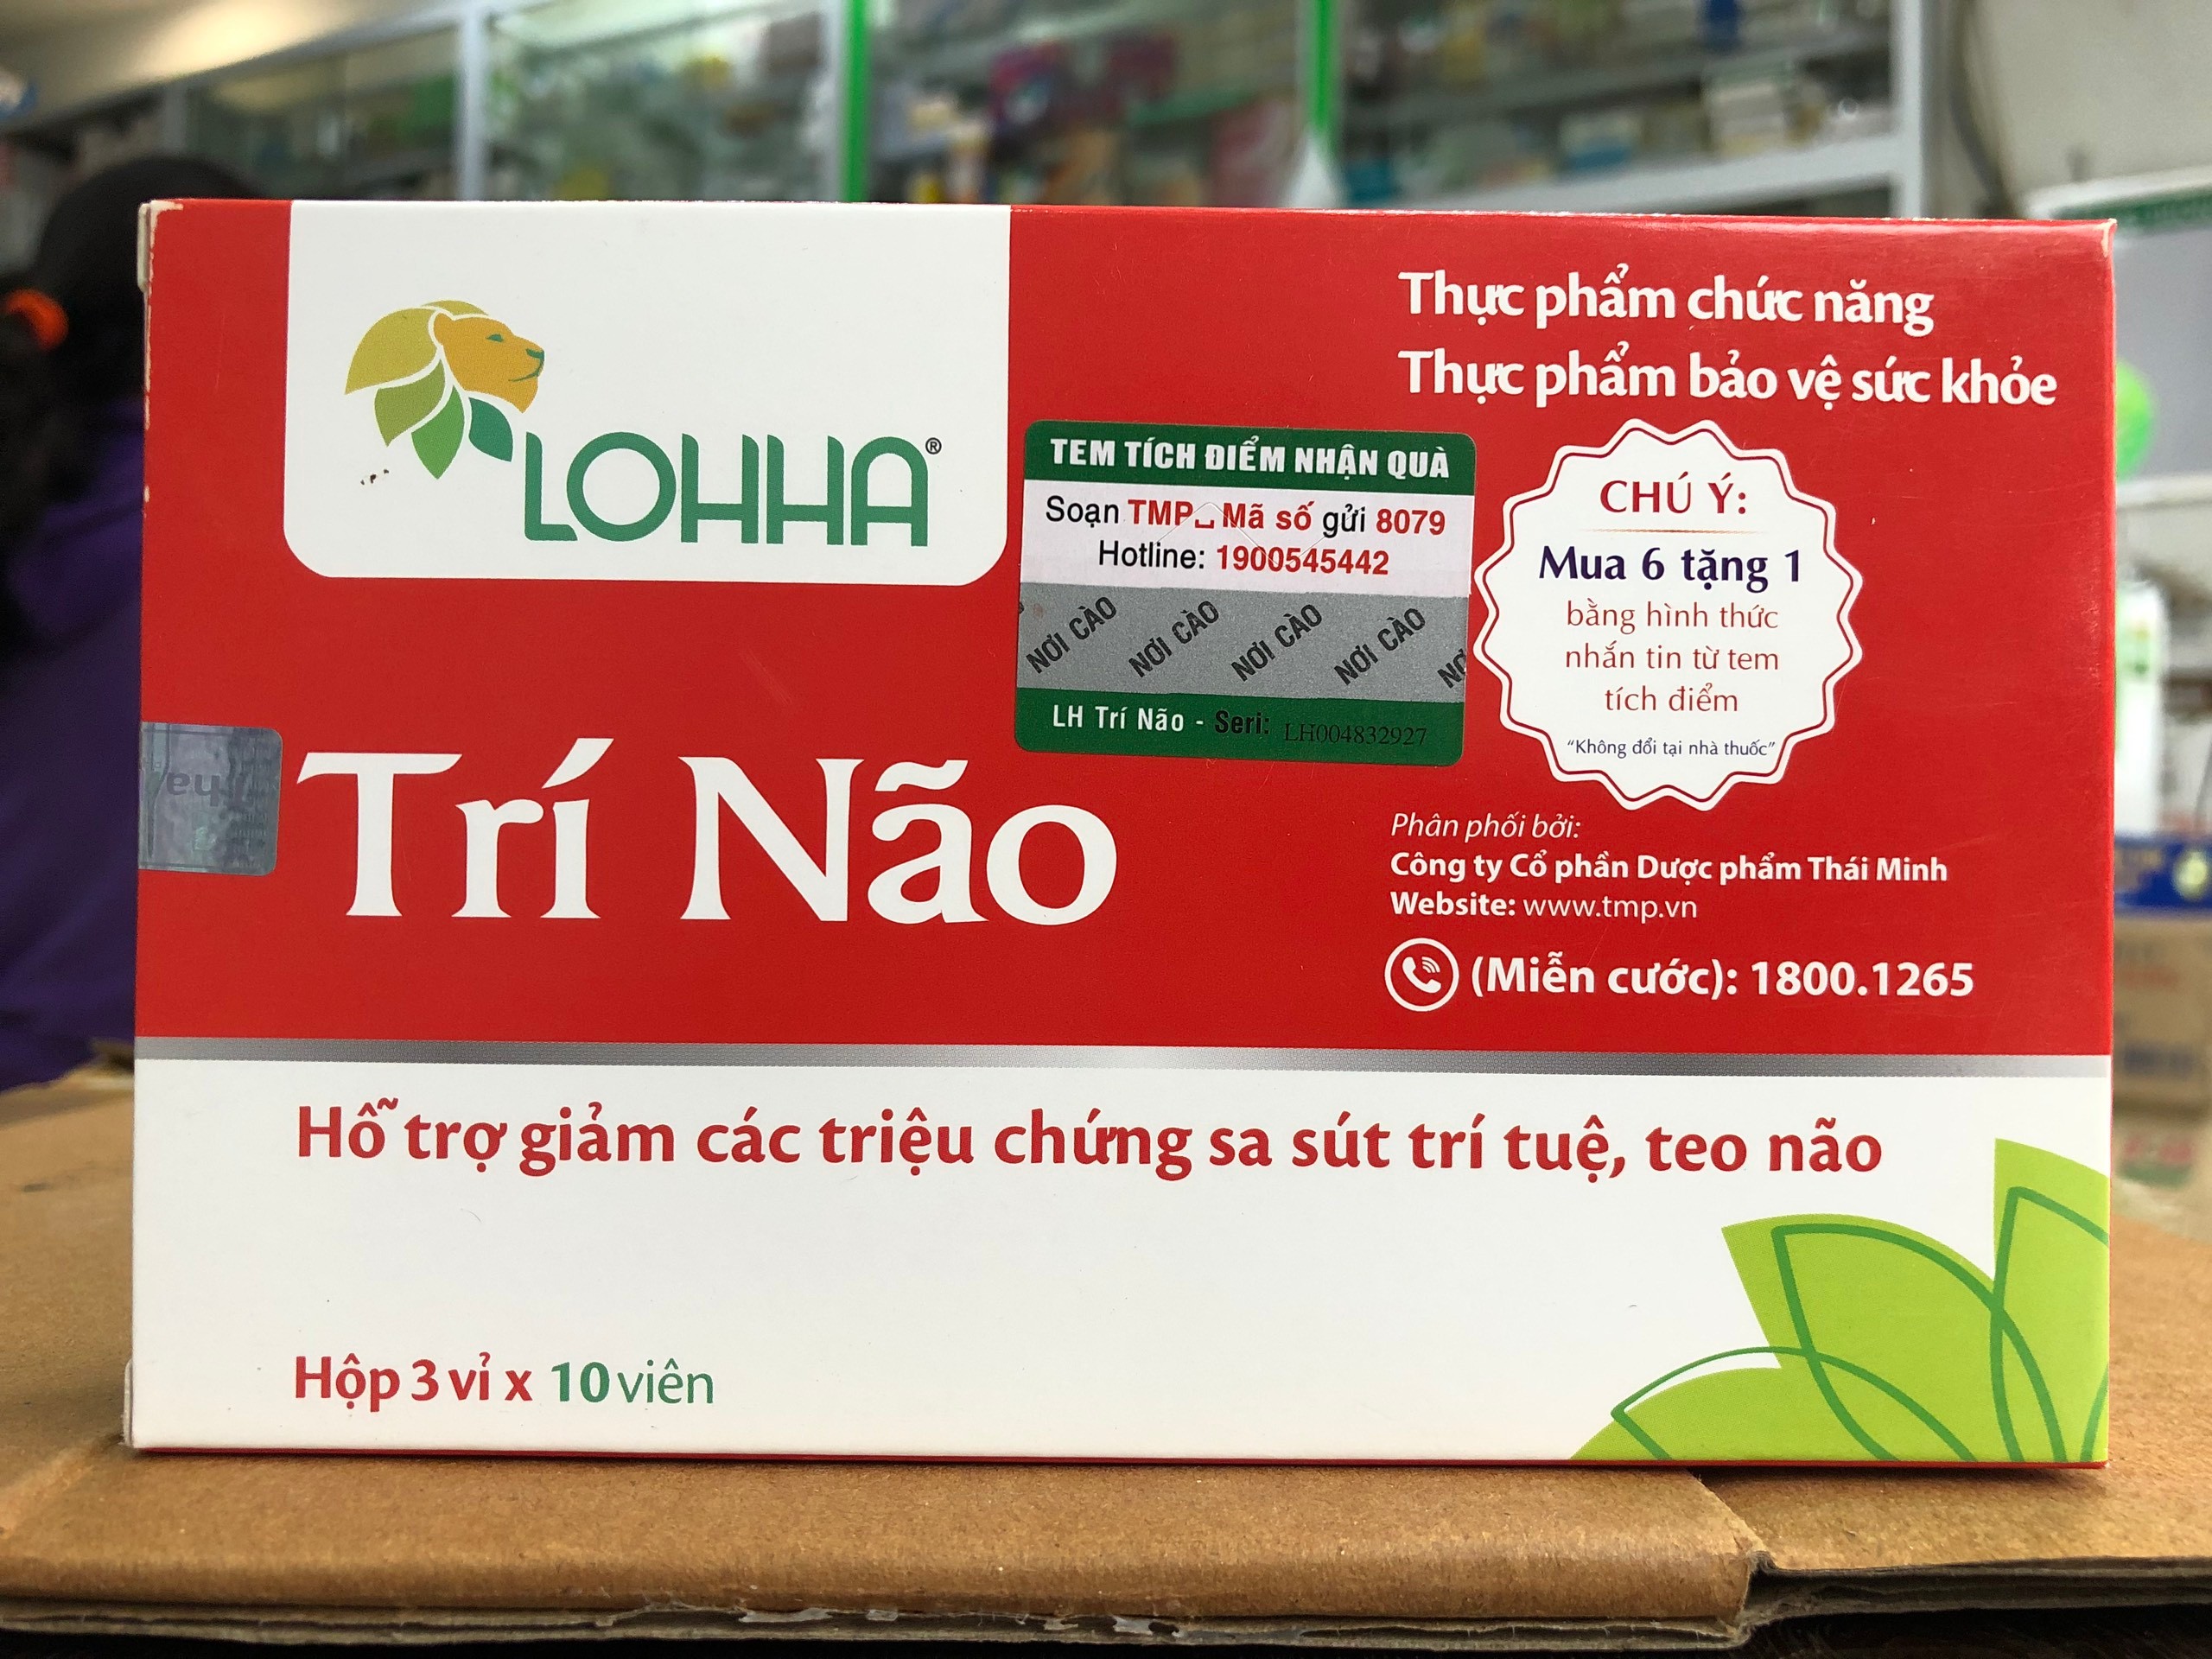 LOHHA®
Thực phẩm chức năng
Thực phẩm bảo vệ sức khỏe
TEM TÍCH ĐIỂM NHẬN QUÀ
Soạn TMP⎵Mã số gửi 8079
Hotline: 1900545442
NƠI CÀO NƠI CÀO NƠI CÀO NƠI CÀO
LH Trí Não - Seri: LH004832927
CHÚ Ý:
Mua 6 tặng 1
bằng hình thức
nhắn tin từ tem
tích điểm
“Không đổi tại nhà thuốc”
Trí Não
Phân phối bởi:
Công ty Cổ phần Dược phẩm Thái Minh
Website: www.tmp.vn
(Miễn cước): 1800.1265
Hỗ trợ giảm các triệu chứng sa sút trí tuệ, teo não
Hộp 3 vỉ x 10 viên